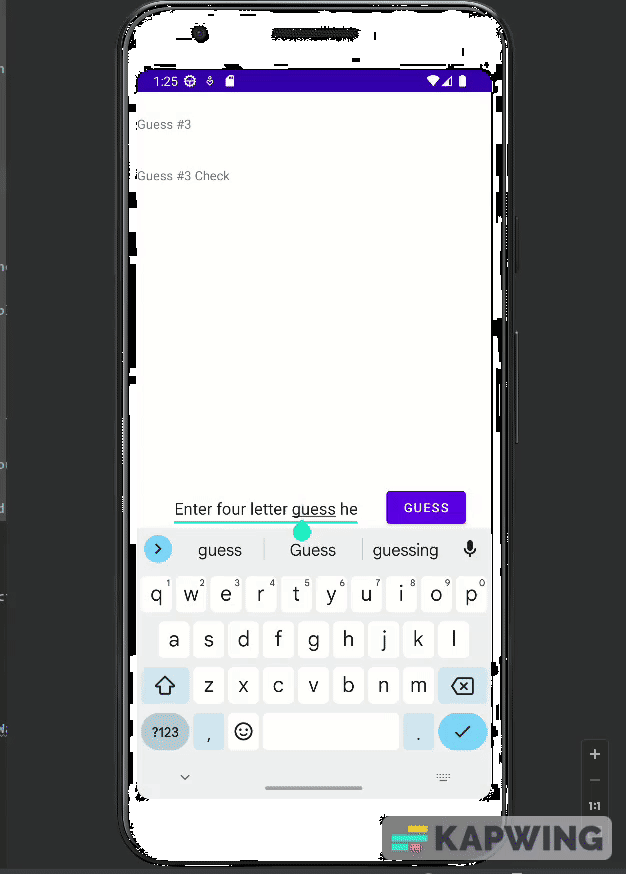 1:25
Guess #3
Guess #3 Check
Enter four letter guess he
GUESS
guess Guess guessing
q1 w2 e3 r4 t5 y6 u7 i8 o9 p0
a s d f g h j k l
z x c v b n m
?123 , .
+
-
1:1
KAPWING